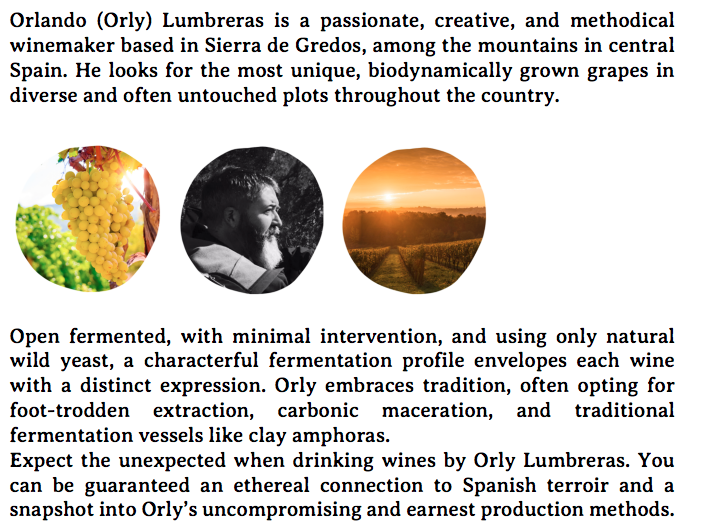 Orlando (Orly) Lumbreras is a passionate, creative, and methodical
winemaker based in Sierra de Gredos, among the mountains in central
Spain. He looks for the most unique, biodynamically grown grapes in
diverse and often untouched plots throughout the country.
Open fermented, with minimal intervention, and using only natural
wild yeast, a characterful fermentation profile envelopes each wine
with a distinct expression. Orly embraces tradition, often opting for
foot-trodden extraction, carbonic maceration, and traditional
fermentation vessels like clay amphoras.
Expect the unexpected when drinking wines by Orly Lumbreras. You
can be guaranteed an ethereal connection to Spanish terroir and a
snapshot into Orly’s uncompromising and earnest production methods.